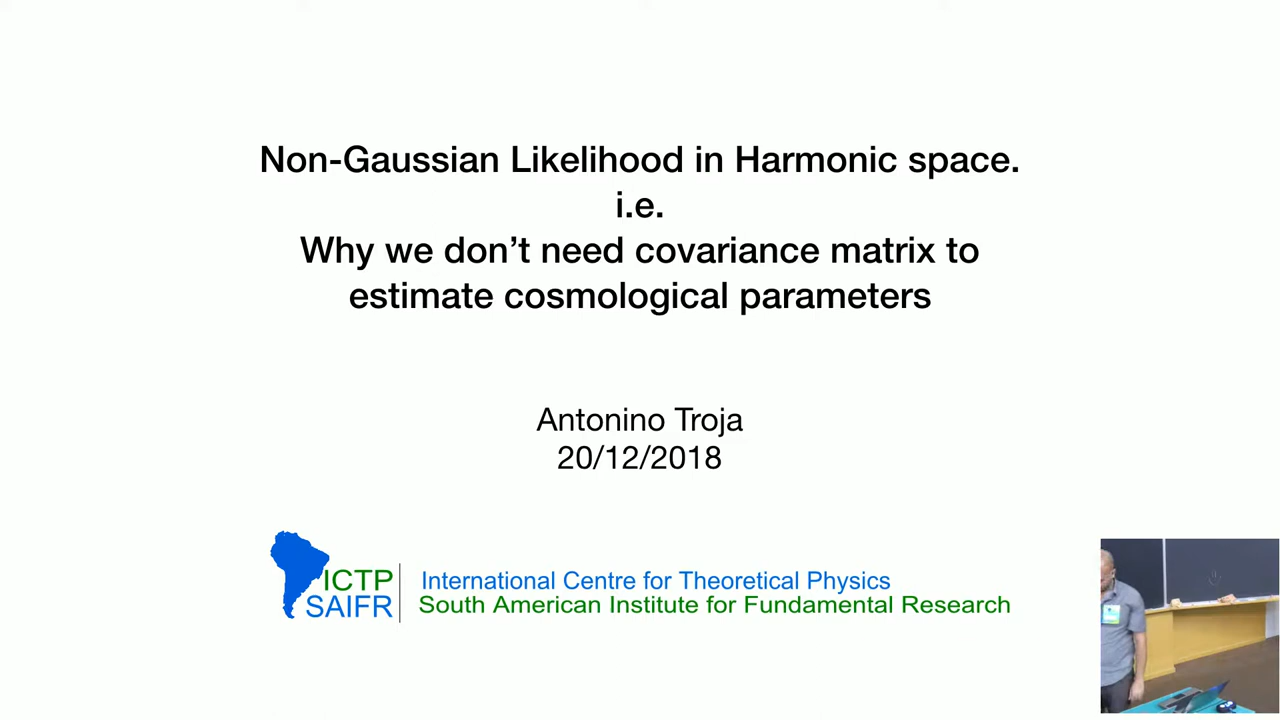 Non-Gaussian Likelihood in Harmonic space.
i.e.
Why we don't need covariance matrix to
estimate cosmological parameters
Antonino Troja
20/12/2018
ICTP
SAIFR
International Centre for Theoretical Physics
South American Institute for Fundamental Research